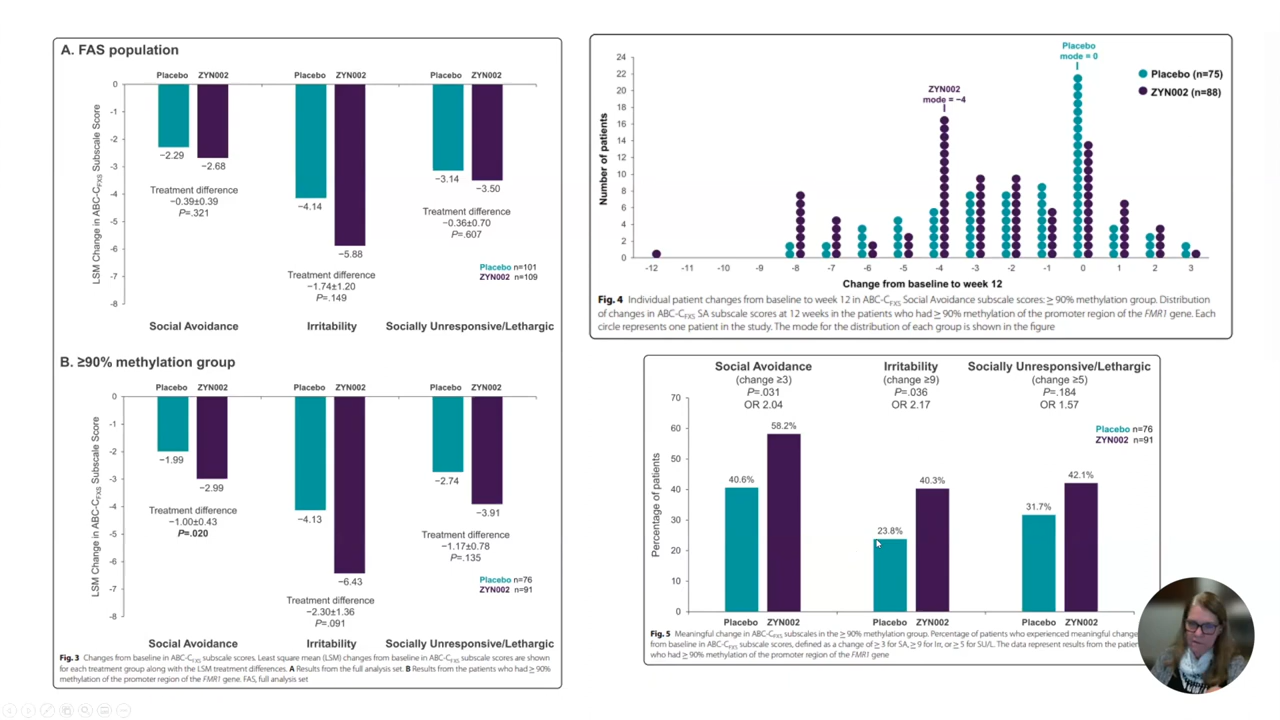 A. FAS population
Placebo ZYN002 Placebo ZYN002 Placebo ZYN002
0
-1
-2
-3
-4
-5
-6
-7
-8
LSM Change in ABC-CFXS Subscale Score
−2.29
−2.68
Treatment difference
−0.39±0.39
P=.321
−4.14
−5.88
Treatment difference
−1.74±1.20
P=.149
−3.14
−3.50
Treatment difference
−0.36±0.70
P=.607
Placebo n=101
ZYN002 n=109
Social Avoidance Irritability Socially Unresponsive/Lethargic
B. ≥90% methylation group
Placebo ZYN002 Placebo ZYN002 Placebo ZYN002
0
-1
-2
-3
-4
-5
-6
-7
-8
LSM Change in ABC-CFXS Subscale Score
−1.99
−2.99
Treatment difference
−1.00±0.43
P=.020
−4.13
−6.43
Treatment difference
−2.30±1.36
P=.091
−2.74
−3.91
Treatment difference
−1.17±0.78
P=.135
Placebo n=76
ZYN002 n=91
Social Avoidance Irritability Socially Unresponsive/Lethargic
Fig. 3 Changes from baseline in ABC-CFXS subscale scores. Least square mean (LSM) changes from baseline in ABC-CFXS subscale scores are shown
for each treatment group along with the LSM treatment differences. A Results from the full analysis set. B Results from the patients who had ≥ 90%
methylation of the promoter region of the FMR1 gene. FAS, full analysis set
Placebo
mode = 0
ZYN002
mode = −4
Placebo (n=75)
ZYN002 (n=88)
24
22
20
18
16
14
12
10
8
6
4
2
0
Number of patients
-12 -11 -10 -9 -8 -7 -6 -5 -4 -3 -2 -1 0 1 2 3
Change from baseline to week 12
Fig. 4 Individual patient changes from baseline to week 12 in ABC-CFXS Social Avoidance subscale scores: ≥ 90% methylation group. Distribution
of changes in ABC-CFXS SA subscale scores at 12 weeks in the patients who had ≥ 90% methylation of the promoter region of the FMR1 gene. Each
circle represents one patient in the study. The mode for the distribution of each group is shown in the figure
Social Avoidance Irritability Socially Unresponsive/Lethargic
(change ≥3) (change ≥9) (change ≥5)
P=.031 P=.036 P=.184
OR 2.04 OR 2.17 OR 1.57
Placebo n=76
ZYN002 n=91
70
60
50
40
30
20
10
0
Percentage of patients
40.6%
58.2%
23.8%
40.3%
31.7%
42.1%
Placebo ZYN002 Placebo ZYN002 Placebo ZYN002
Fig. 5 Meaningful change in ABC-CFXS subscales in the ≥ 90% methylation group. Percentage of patients who experienced meaningful change
from baseline in ABC-CFXS subscale scores, defined as a change of ≥ 3 for SA, ≥ 9 for Irr, or ≥ 5 for SU/L. The data represent results from the
who had ≥ 90% methylation of the promoter region of the FMR1 gene